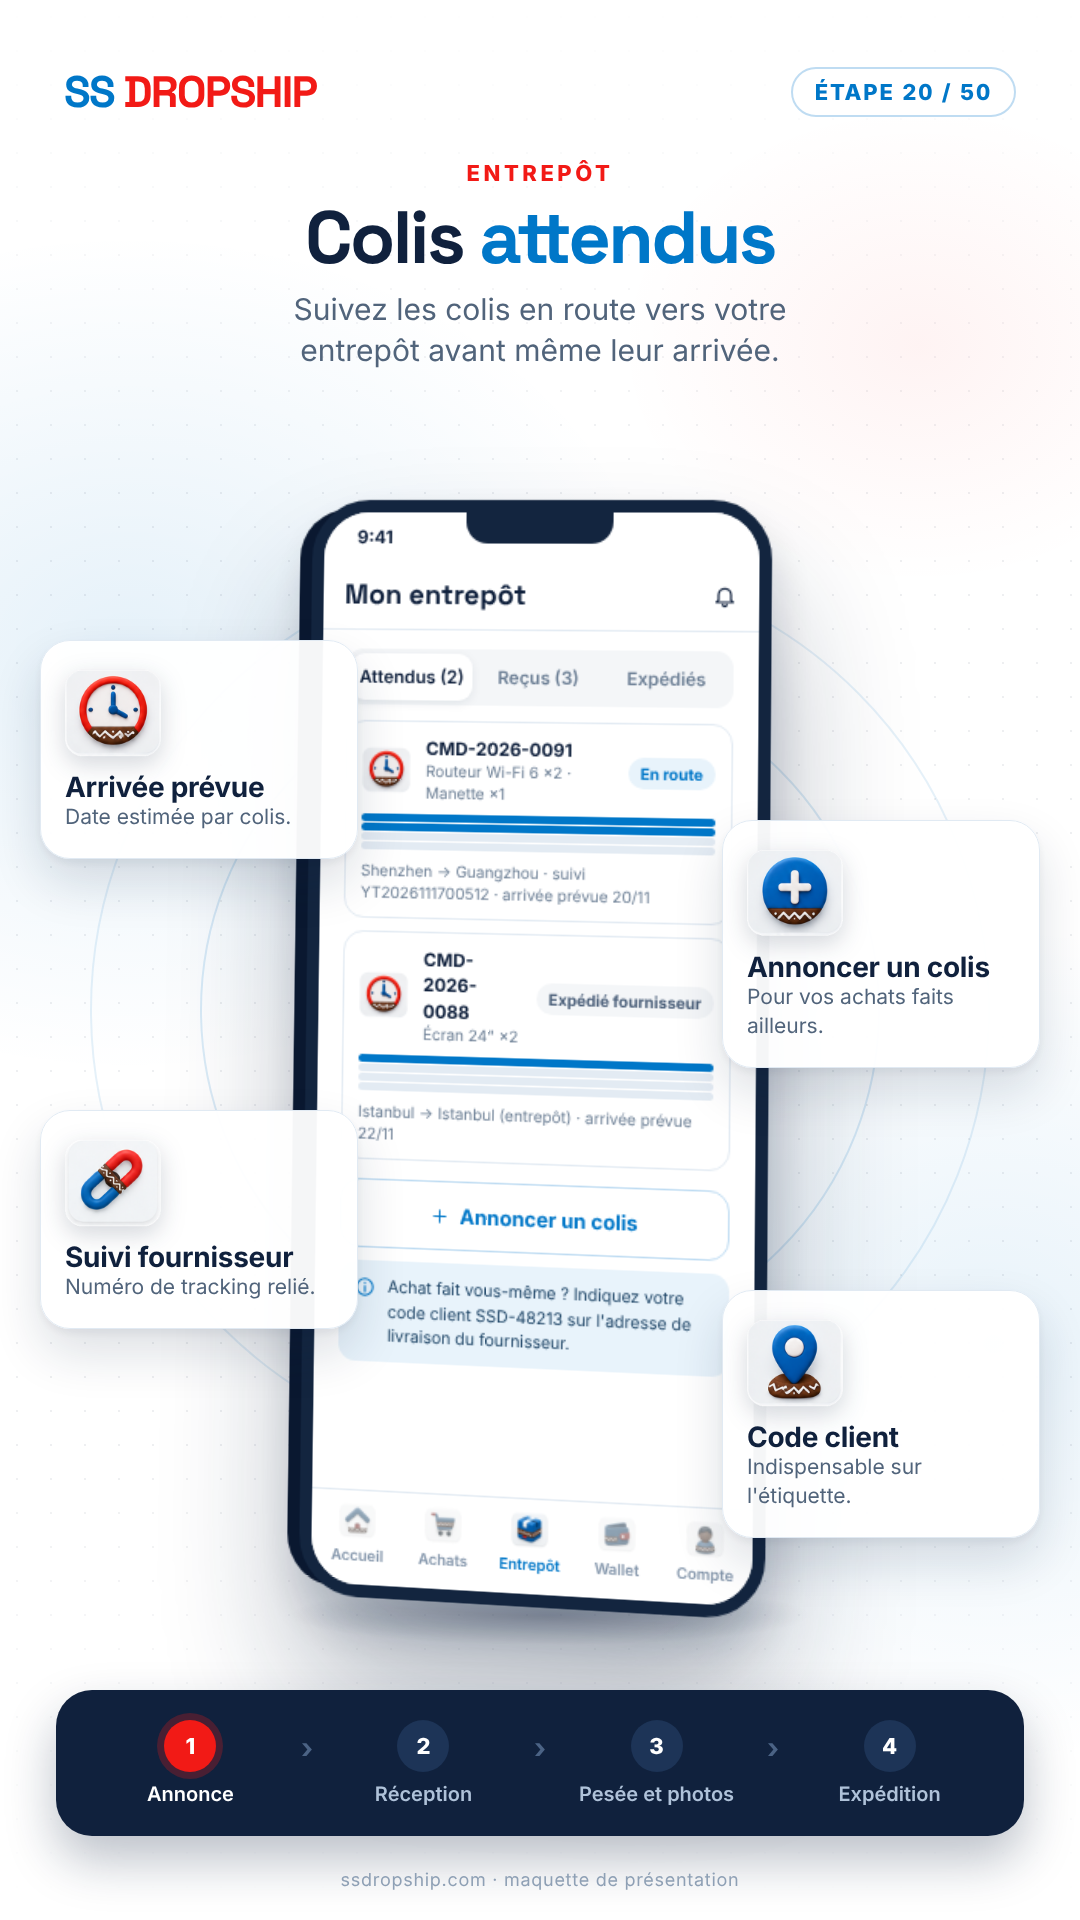 SS DROPSHIP
ÉTAPE 20 / 50
ENTREPÔT
Colis attendus
Suivez les colis en route vers votre
entrepôt avant même leur arrivée.
9:41
Mon entrepôt
Attendus (2)
Reçus (3)
Expédiés
CMD-2026-0091
Routeur Wi-Fi 6 ×2 ·
Manette ×1
En route
Shenzhen → Guangzhou · suivi
YT2026111700512 · arrivée prévue 20/11
CMD-
2026-
0088
Écran 24" ×2
Expédié fournisseur
Istanbul → Istanbul (entrepôt) · arrivée prévue
22/11
+ Annoncer un colis
Achat fait vous-même ? Indiquez votre
code client SSD-48213 sur l'adresse de
livraison du fournisseur.
Accueil
Achats
Entrepôt
Wallet
Compte
Arrivée prévue
Date estimée par colis.
Annoncer un colis
Pour vos achats faits
ailleurs.
Suivi fournisseur
Numéro de tracking relié.
Code client
Indispensable sur
l'étiquette.
1
Annonce
›
2
Réception
›
3
Pesée et photos
›
4
Expédition
ssdropship.com · maquette de présentation